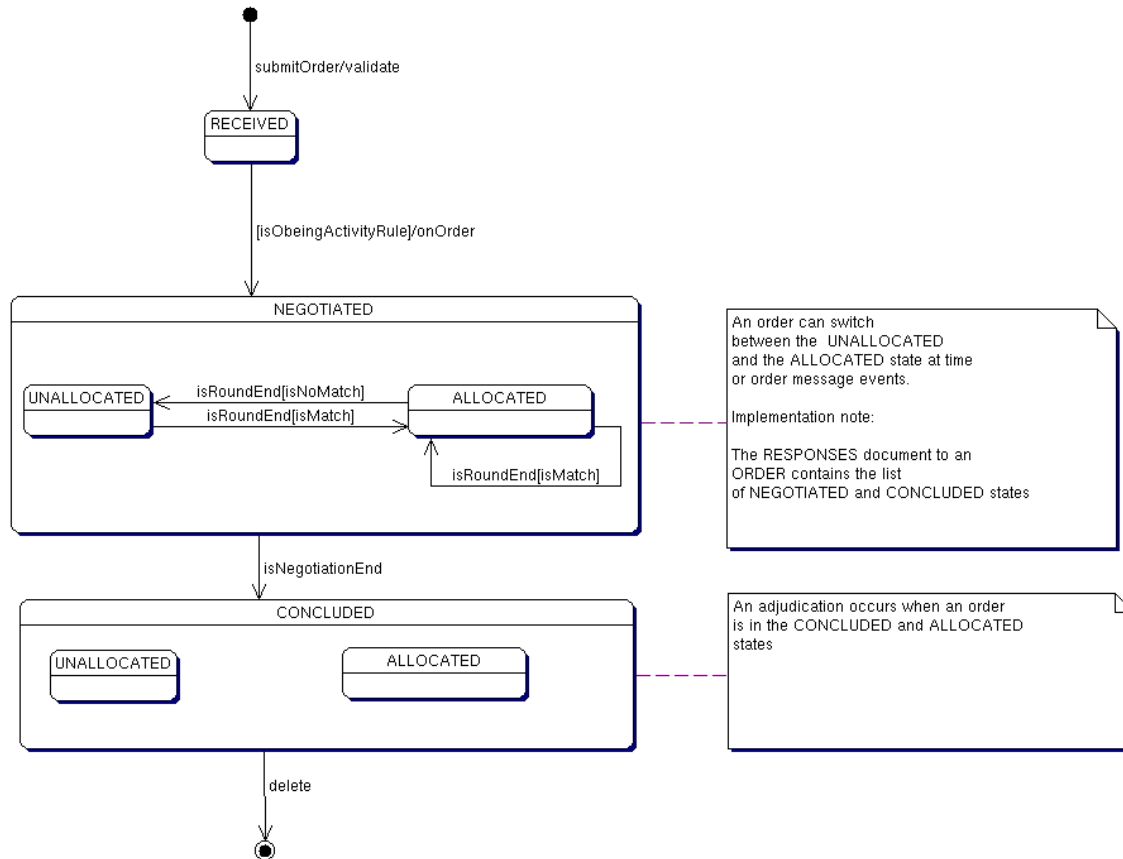 submitOrder/validate
RECEIVED
[isObeingActivityRule]/onOrder
NEGOTIATED
UNALLOCATED
isRoundEnd[isNoMatch]
isRoundEnd[isMatch]
ALLOCATED
isRoundEnd[isMatch]
An order can switch
between the  UNALLOCATED
and the ALLOCATED state at time
or order message events.
Implementation note:
The RESPONSES document to an
ORDER contains the list
of NEGOTIATED and CONCLUDED states
isNegotiationEnd
CONCLUDED
UNALLOCATED
ALLOCATED
An adjudication occurs when an order
is in the CONCLUDED and ALLOCATED
states
delete